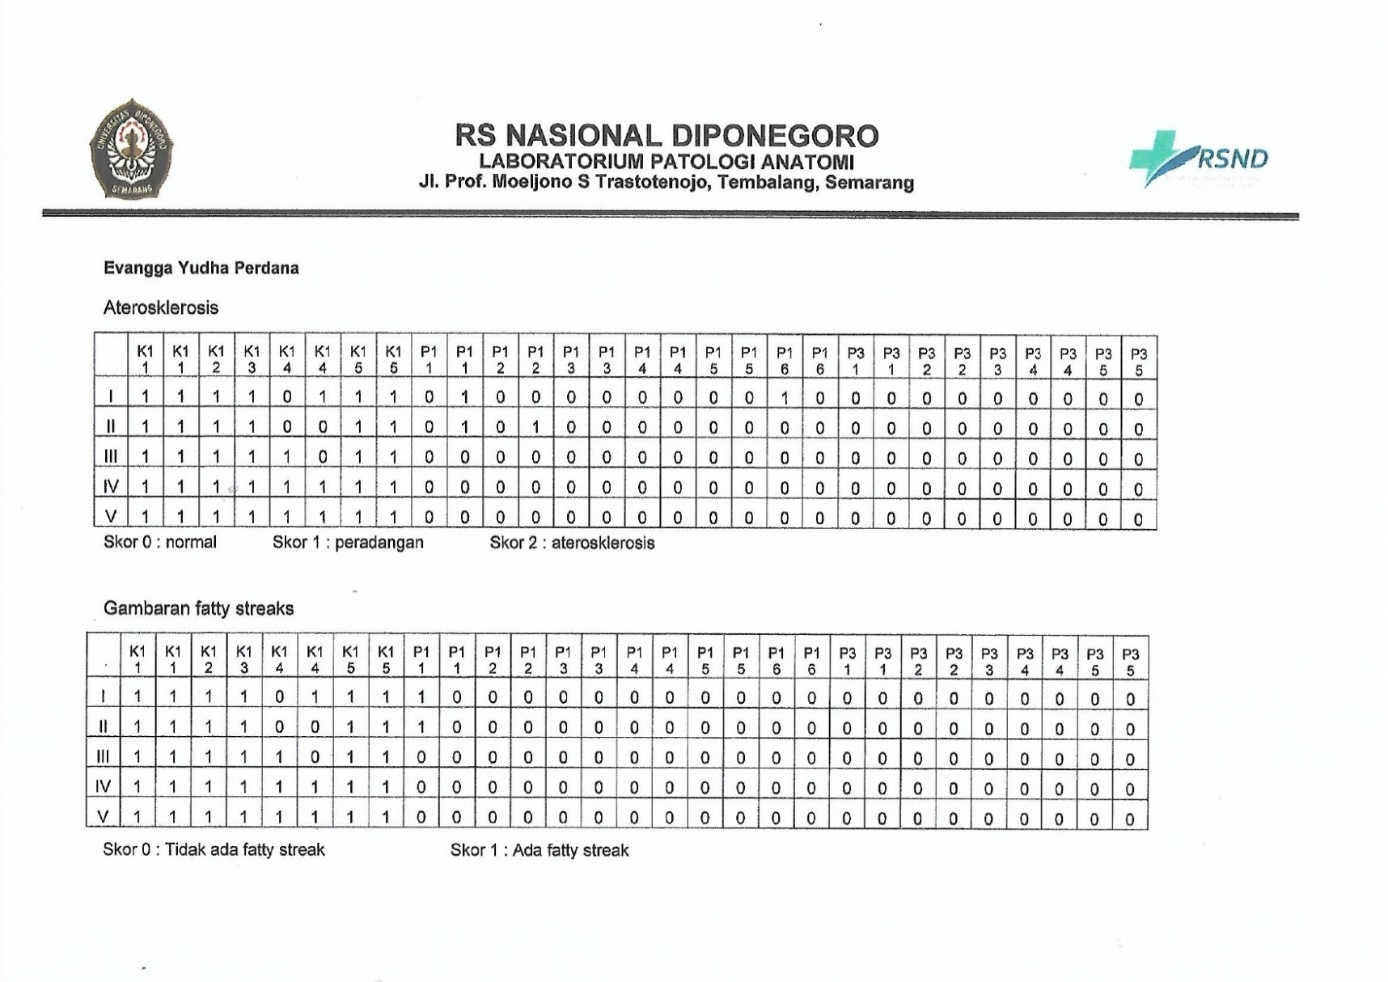 UNIVERSITAS DIPONEGORO
SEMARANG
RS NASIONAL DIPONEGORO
LABORATORIUM PATOLOGI ANATOMI
Jl. Prof. Moeljono S Trastotenojo, Tembalang, Semarang
RSND
Evangga Yudha Perdana
Aterosklerosis
K1 K1 K1 K1 K1 K1 K1 K1 P1 P1 P1 P1 P1 P1 P1 P1 P1 P1 P1 P1 P3 P3 P3 P3 P3 P3 P3 P3 P3
1 1 2 3 4 4 5 5 1 1 2 2 3 3 4 4 5 5 6 6 1 1 2 2 3 4 4 5 5
I 1 1 1 1 0 1 1 1 0 1 0 0 0 0 0 0 0 0 1 0 0 0 0 0 0 0 0 0 0
II 1 1 1 1 0 0 1 1 0 1 0 1 0 0 0 0 0 0 0 0 0 0 0 0 0 0 0 0 0
III 1 1 1 1 1 0 1 1 0 0 0 0 0 0 0 0 0 0 0 0 0 0 0 0 0 0 0 0 0
IV 1 1 1 1 1 1 1 1 0 0 0 0 0 0 0 0 0 0 0 0 0 0 0 0 0 0 0 0 0
V 1 1 1 1 1 1 1 1 0 0 0 0 0 0 0 0 0 0 0 0 0 0 0 0 0 0 0 0 0
Skor 0 : normal Skor 1 : peradangan Skor 2 : aterosklerosis
Gambaran fatty streaks
K1 K1 K1 K1 K1 K1 K1 K1 P1 P1 P1 P1 P1 P1 P1 P1 P1 P1 P1 P1 P3 P3 P3 P3 P3 P3 P3 P3 P3
1 1 2 3 4 4 5 5 1 1 2 2 3 3 4 4 5 5 6 6 1 1 2 2 3 4 4 5 5
I 1 1 1 1 0 1 1 1 1 0 0 0 0 0 0 0 0 0 0 0 0 0 0 0 0 0 0 0 0
II 1 1 1 1 0 0 1 1 1 0 0 0 0 0 0 0 0 0 0 0 0 0 0 0 0 0 0 0 0
III 1 1 1 1 1 0 1 1 0 0 0 0 0 0 0 0 0 0 0 0 0 0 0 0 0 0 0 0 0
IV 1 1 1 1 1 1 1 1 0 0 0 0 0 0 0 0 0 0 0 0 0 0 0 0 0 0 0 0 0
V 1 1 1 1 1 1 1 1 0 0 0 0 0 0 0 0 0 0 0 0 0 0 0 0 0 0 0 0 0
Skor 0 : Tidak ada fatty streak Skor 1 : Ada fatty streak